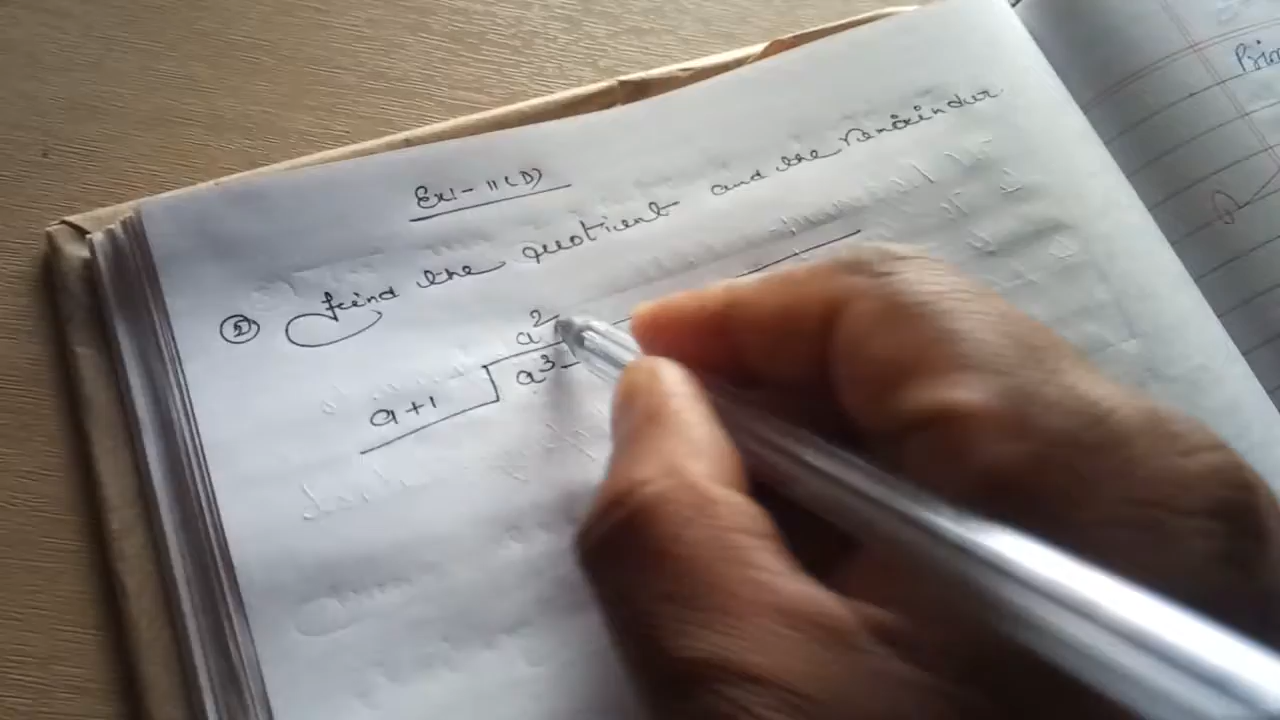 Ex:- 11(D)
⑤ Find the quotient and the remainder
a²
a+1 a³-